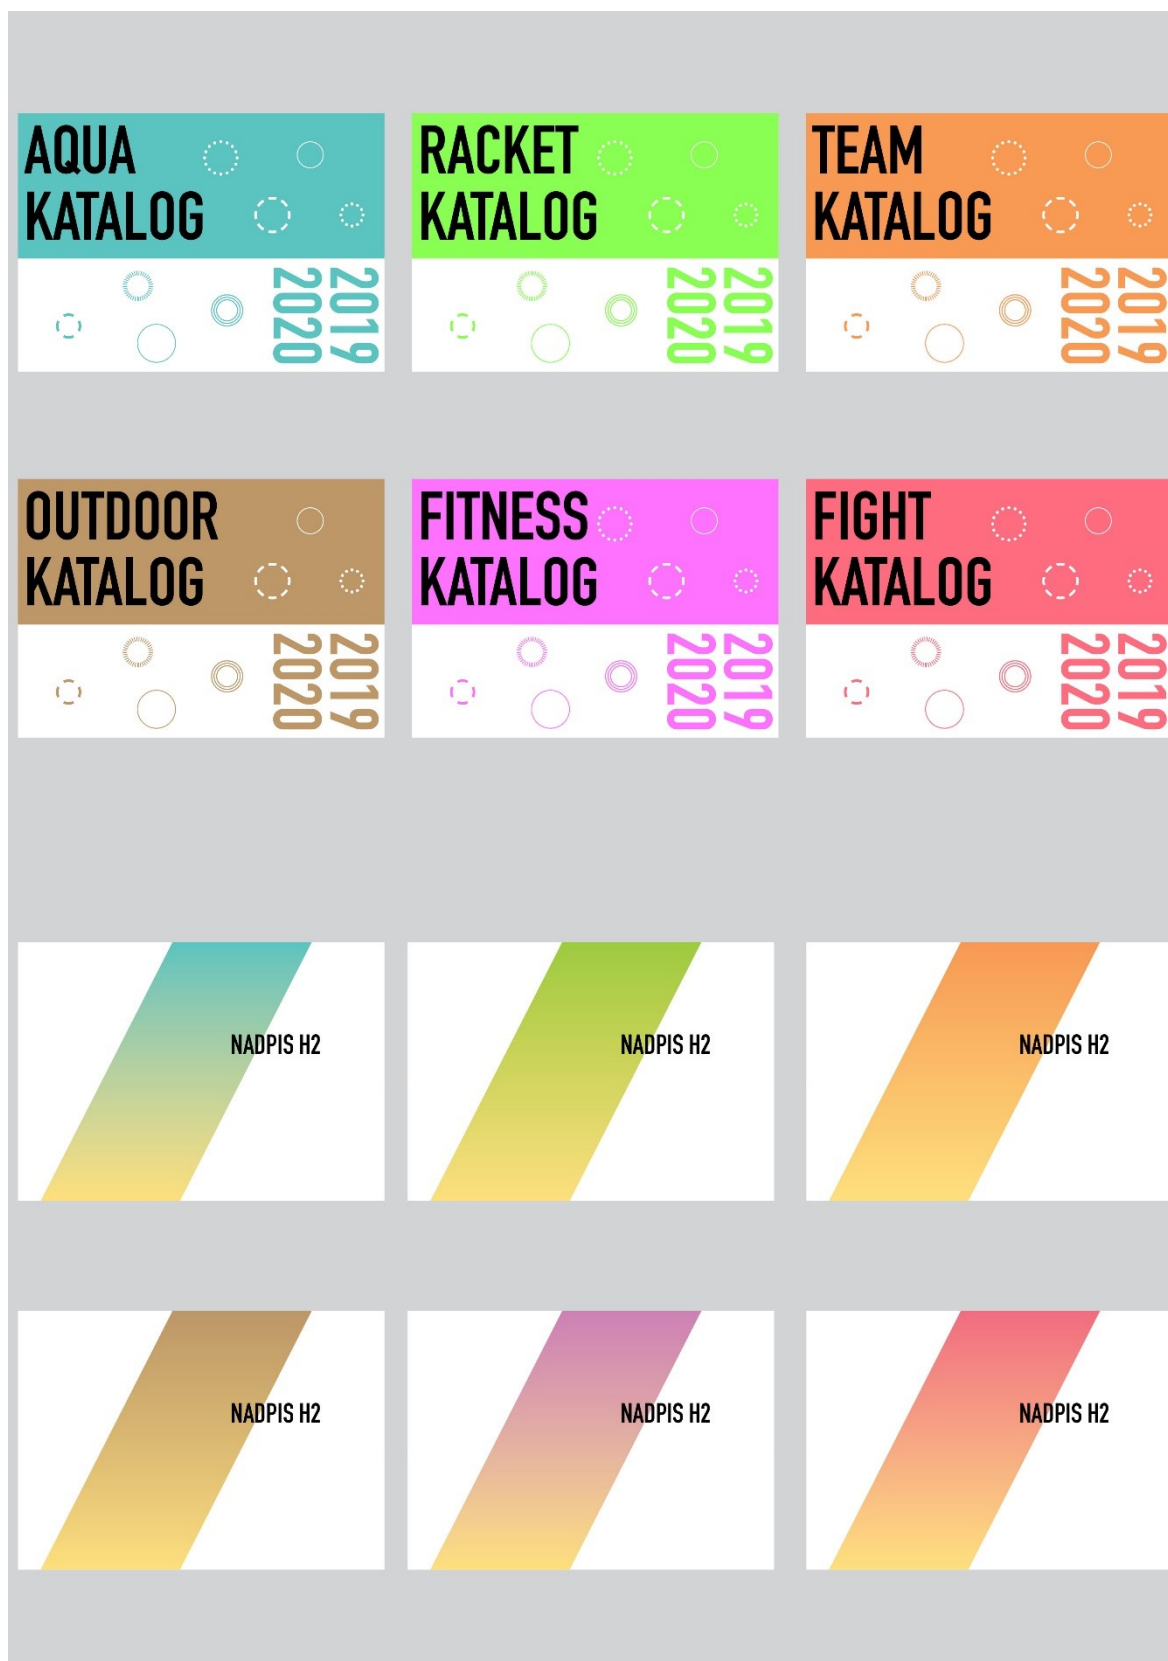 AQUA
KATALOG
2019
2020
RACKET
KATALOG
2019
2020
TEAM
KATALOG
2019
2020
OUTDOOR
KATALOG
2019
2020
FITNESS
KATALOG
2019
2020
FIGHT
KATALOG
2019
2020
NADPIS H2
NADPIS H2
NADPIS H2
NADPIS H2
NADPIS H2
NADPIS H2